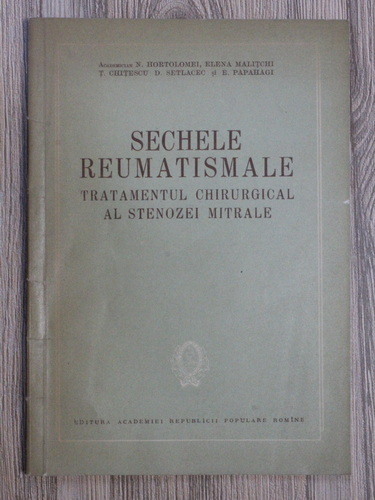 Academician N. HORTOLOMEI, ELENA MALIȚCHI
T. CHIȚESCU D. SETLACEC și E. PAPAHAGI
SECHELE
REUMATISMALE
TRATAMENTUL CHIRURGICAL
AL STENOZEI MITRALE
EDITURA ACADEMIEI REPUBLICII POPULARE ROMÎNE